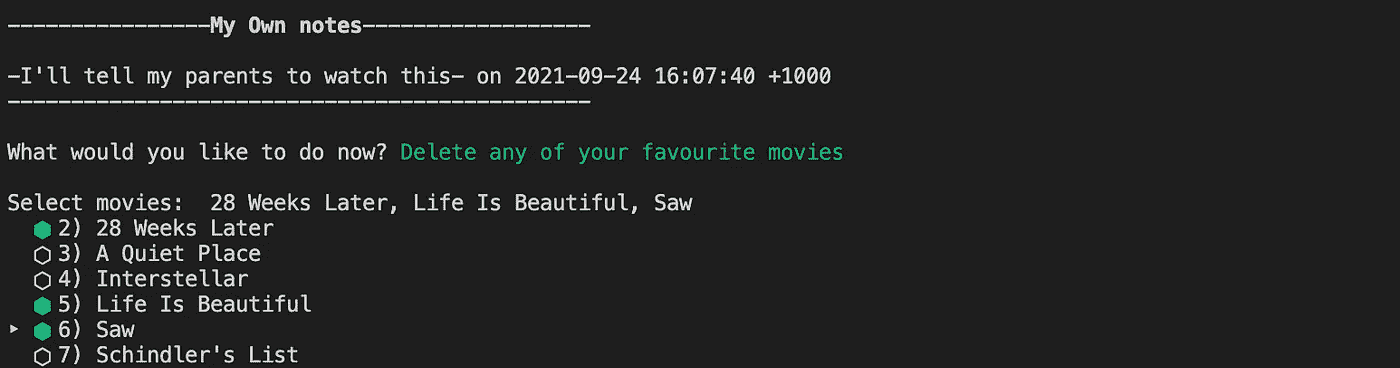 ----------------My Own notes------------------
-I'll tell my parents to watch this- on 2021-09-24 16:07:40 +1000
----------------------------------------------
What would you like to do now? Delete any of your favourite movies
Select movies:  28 Weeks Later, Life Is Beautiful, Saw
⬢ 2) 28 Weeks Later
⬡ 3) A Quiet Place
⬡ 4) Interstellar
⬢ 5) Life Is Beautiful
‣ ⬢ 6) Saw
⬡ 7) Schindler's List